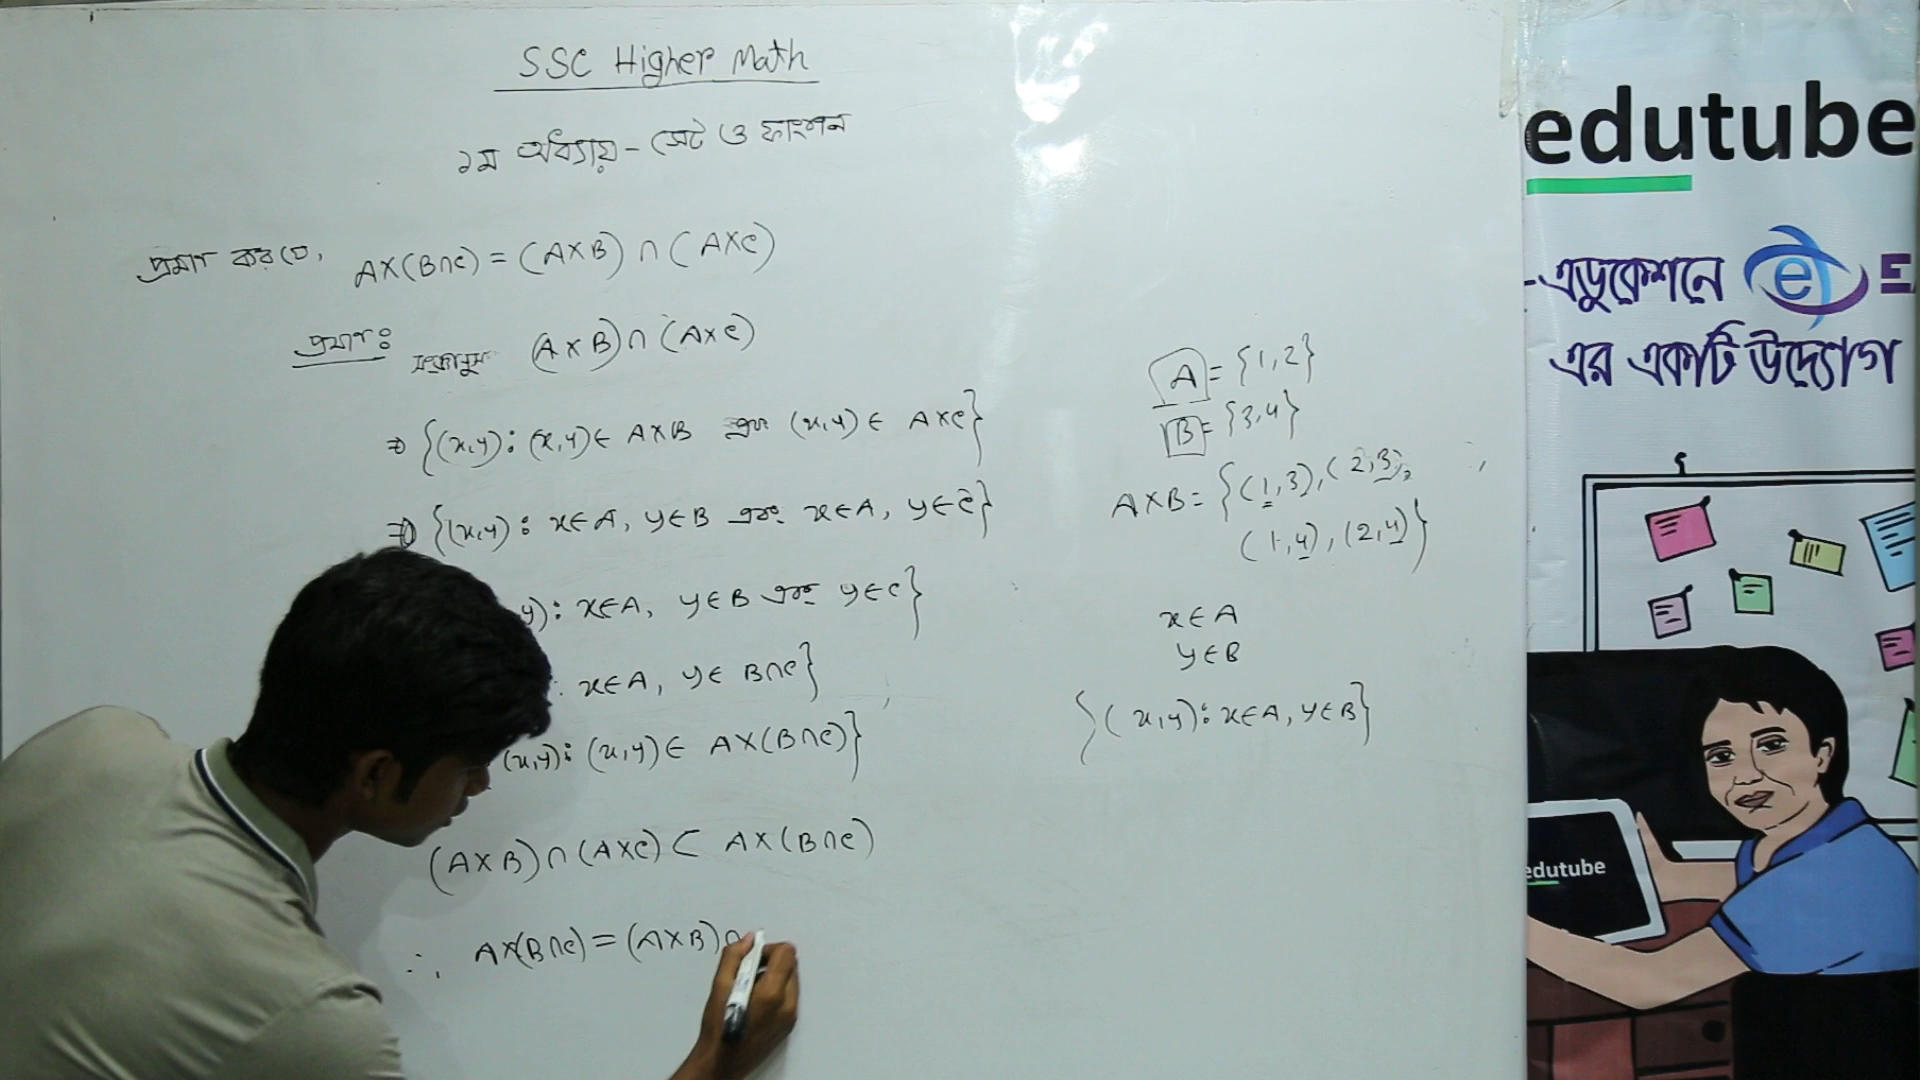 SSC Higher Math
১ম অধ্যায় - সেট ও ফাংশন
প্রমাণ কর যে, A×(B∩C) = (A×B) ∩ (A×C)
প্রমাণঃ (A×B)∩(A×C)
⇒ {(x,y): (x,y)∈ A×B এবং (x,y) ∈ A×C}
⇒ {(x,y): x∈A, y∈B এবং x∈A, y∈C}
y): x∈A, y∈B এবং y∈C}
: x∈A, y∈ B∩C}
(x,y): (x,y)∈ A×(B∩C)}
(A×B)∩(A×C) ⊂ A×(B∩C)
∴ A×(B∩C) = (A×B)∩
A = {1,2}
B = {3,4}
A×B = {(1,3),(2,3),
(1,4),(2,4)}
x∈A
y∈B
{(x,y): x∈A, y∈B}
edutube
-এডুকেশনে e E
এর একটি উদ্যোগ
edutube